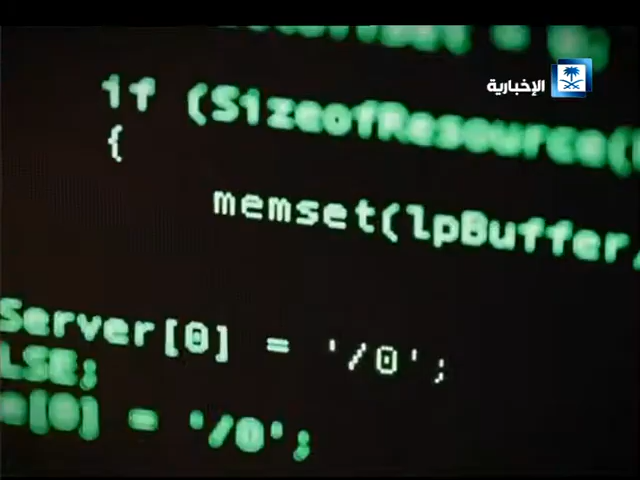 الإخبارية
if (SizeofResource(
{
memset(lpBuffer,
Server[0] = '/0';
LSE;
[0] = '/0';